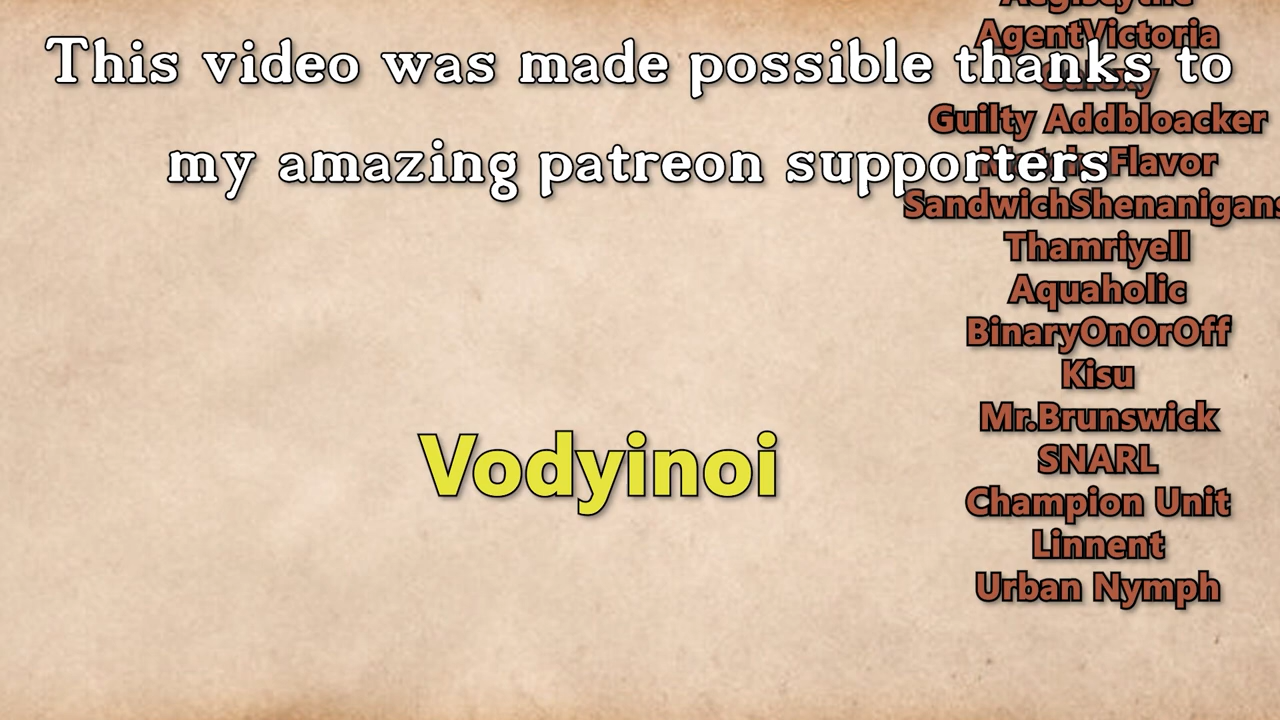 This video was made possible thanks to
my amazing patreon supporters
AgentVictoria
Guilty Addbloacker
Flavor
SandwichShenanigans
Thamriyell
Aquaholic
BinaryOnOrOff
Kisu
Mr.Brunswick
SNARL
Champion Unit
Linnent
Urban Nymph
Vodyinoi